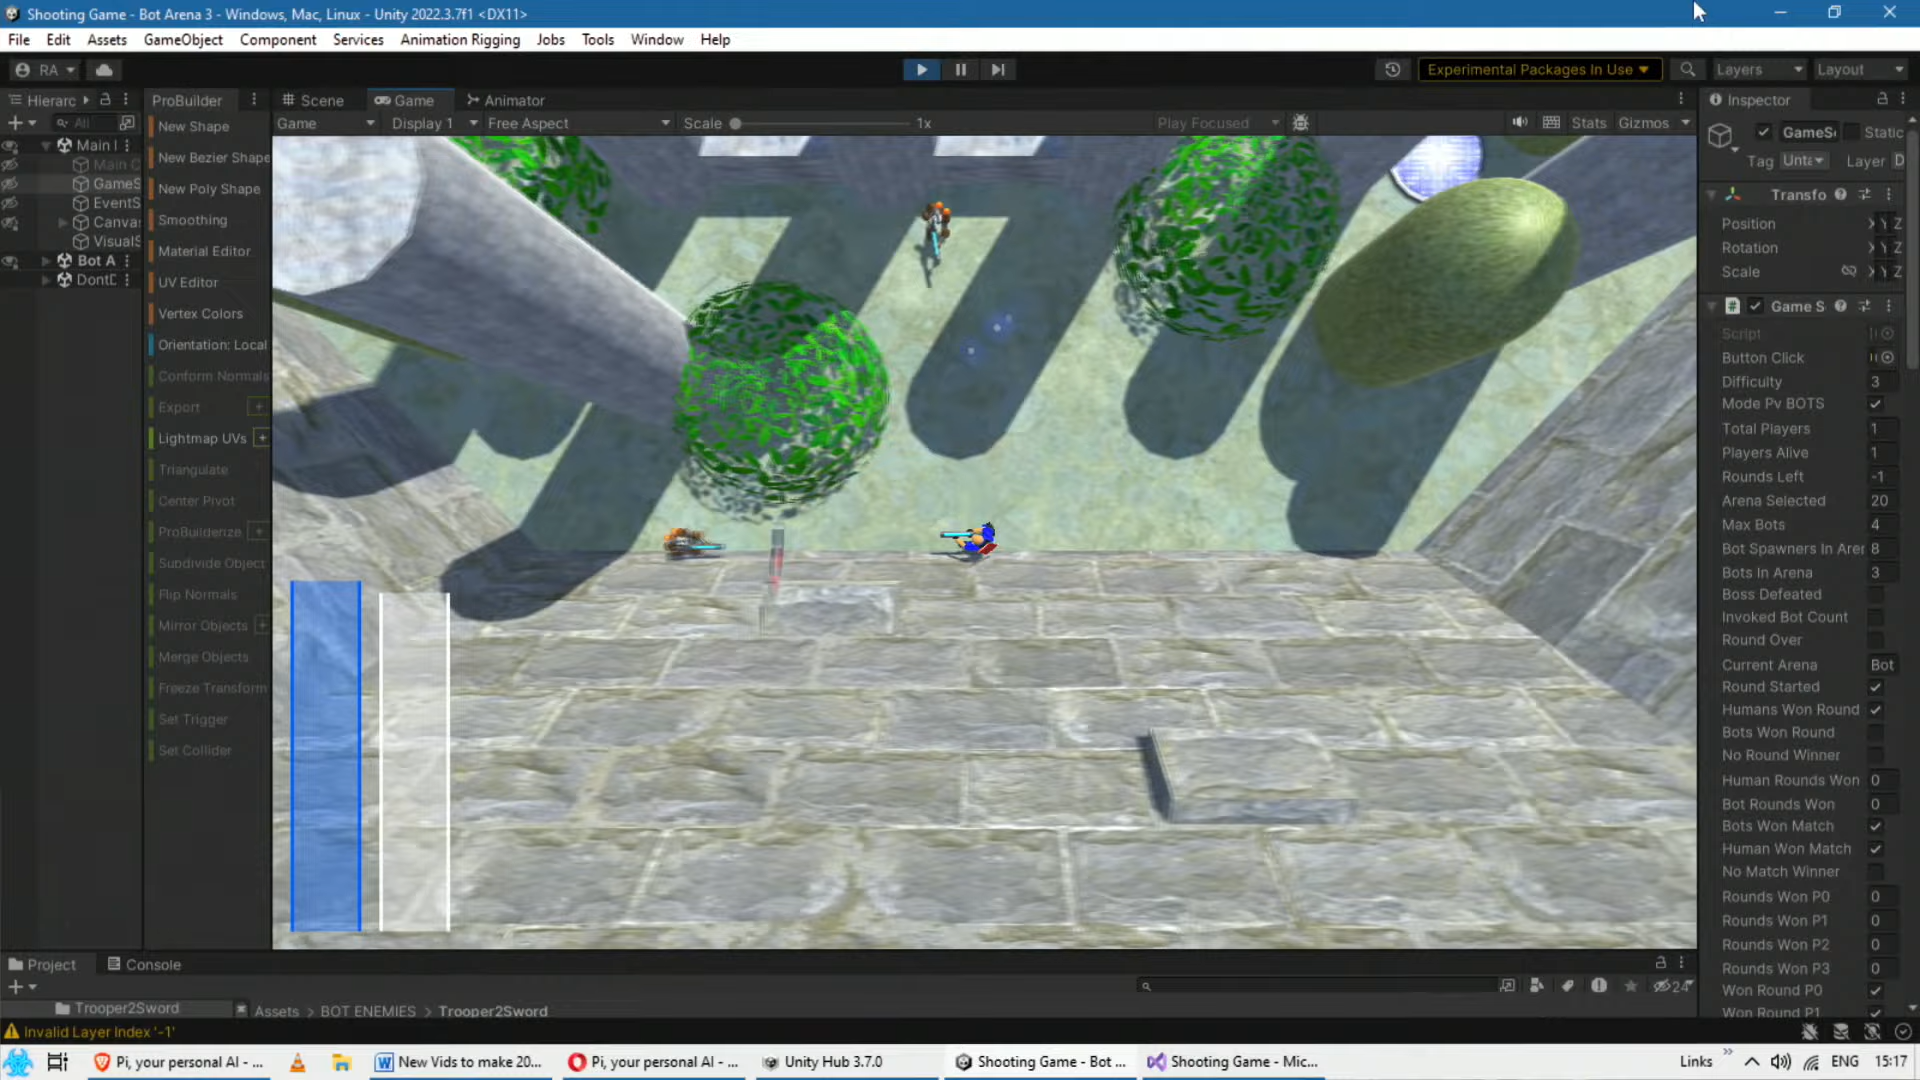 Shooting Game - Bot Arena 3 - Windows, Mac, Linux - Unity 2022.3.7f1 <DX11>
File Edit Assets GameObject Component Services Animation Rigging Jobs Tools Window Help
RA Experimental Packages In Use Layers Layout
Hierarc ProBuilder Scene Game Animator Inspector
All Game Display 1 Free Aspect Scale 1x Play Focused Stats Gizmos
Main
Main C
GameS
EventS
Canva
VisualS
Bot A
DontD
New Shape
New Bezier Shape
New Poly Shape
Smoothing
Material Editor
UV Editor
Vertex Colors
Orientation: Local
Conform Normals
Export +
Lightmap UVs +
Triangulate
Center Pivot
ProBuilderize +
Subdivide Object
Flip Normals
Mirror Objects +
Merge Objects
Freeze Transform
Set Trigger
Set Collider
GameS Static
Tag Unta Layer D
Transfo
Position X Y Z
Rotation X Y Z
Scale X Y Z
# Game S
Script
Button Click
Difficulty 3
Mode Pv BOTS
Total Players 1
Players Alive 1
Rounds Left -1
Arena Selected 20
Max Bots 4
Bot Spawners In Aren 8
Bots In Arena 3
Boss Defeated
Invoked Bot Count
Round Over
Current Arena Bot
Round Started
Humans Won Round
Bots Won Round
No Round Winner
Human Rounds Won 0
Bot Rounds Won 0
Bots Won Match
Human Won Match
No Match Winner
Rounds Won P0 0
Rounds Won P1 0
Rounds Won P2 0
Rounds Won P3 0
Won Round P0
Won Round P1
Project Console
24
Trooper2Sword Assets > BOT ENEMIES > Trooper2Sword
Invalid Layer Index '-1'
Pi, your personal AI - ... New Vids to make 20... Pi, your personal AI - ... Unity Hub 3.7.0 Shooting Game - Bot ... Shooting Game - Mic... Links » ENG 15:17